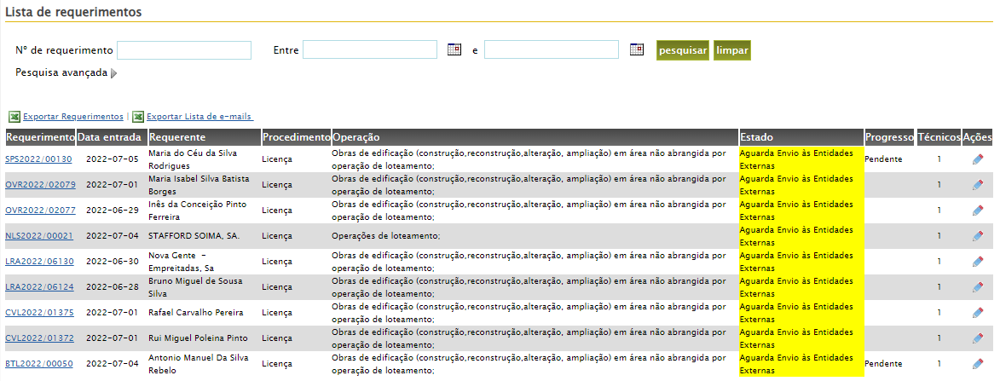 Lista de requerimentos
Nº de requerimento Entre e pesquisar limpar
Pesquisa avançada
Exportar Requerimentos | Exportar Lista de e-mails
Requerimento Data entrada Requerente Procedimento Operação Estado Progresso Técnicos Ações
SPS2022/00130 2022-07-05 Maria do Céu da Silva Rodrigues Licença Obras de edificação (construção,reconstrução,alteração, ampliação) em área não abrangida por operação de loteamento; Aguarda Envio às Entidades Externas Pendente 1
OVR2022/02079 2022-07-01 Maria Isabel Silva Batista Borges Licença Obras de edificação (construção,reconstrução,alteração, ampliação) em área não abrangida por operação de loteamento; Aguarda Envio às Entidades Externas 1
OVR2022/02077 2022-06-29 Inês da Conceição Pinto Ferreira Licença Obras de edificação (construção,reconstrução,alteração, ampliação) em área não abrangida por operação de loteamento; Aguarda Envio às Entidades Externas 1
NLS2022/00021 2022-07-04 STAFFORD SOIMA, SA. Licença Operações de loteamento; Aguarda Envio às Entidades Externas 1
LRA2022/06130 2022-06-30 Nova Gente - Empreitadas, Sa Licença Obras de edificação (construção,reconstrução,alteração, ampliação) em área não abrangida por operação de loteamento; Aguarda Envio às Entidades Externas 1
LRA2022/06124 2022-06-28 Bruno Miguel de Sousa Silva Licença Obras de edificação (construção,reconstrução,alteração, ampliação) em área não abrangida por operação de loteamento; Aguarda Envio às Entidades Externas 1
CVL2022/01375 2022-07-01 Rafael Carvalho Pereira Licença Obras de edificação (construção,reconstrução,alteração, ampliação) em área não abrangida por operação de loteamento; Aguarda Envio às Entidades Externas 1
CVL2022/01372 2022-07-01 Rui Miguel Poleina Pinto Licença Obras de edificação (construção,reconstrução,alteração, ampliação) em área não abrangida por operação de loteamento; Aguarda Envio às Entidades Externas 1
BTL2022/00050 2022-07-04 Antonio Manuel Da Silva Rebelo Licença Obras de edificação (construção,reconstrução,alteração, ampliação) em área não abrangida por operação de loteamento; Aguarda Envio às Entidades Externas Pendente 1